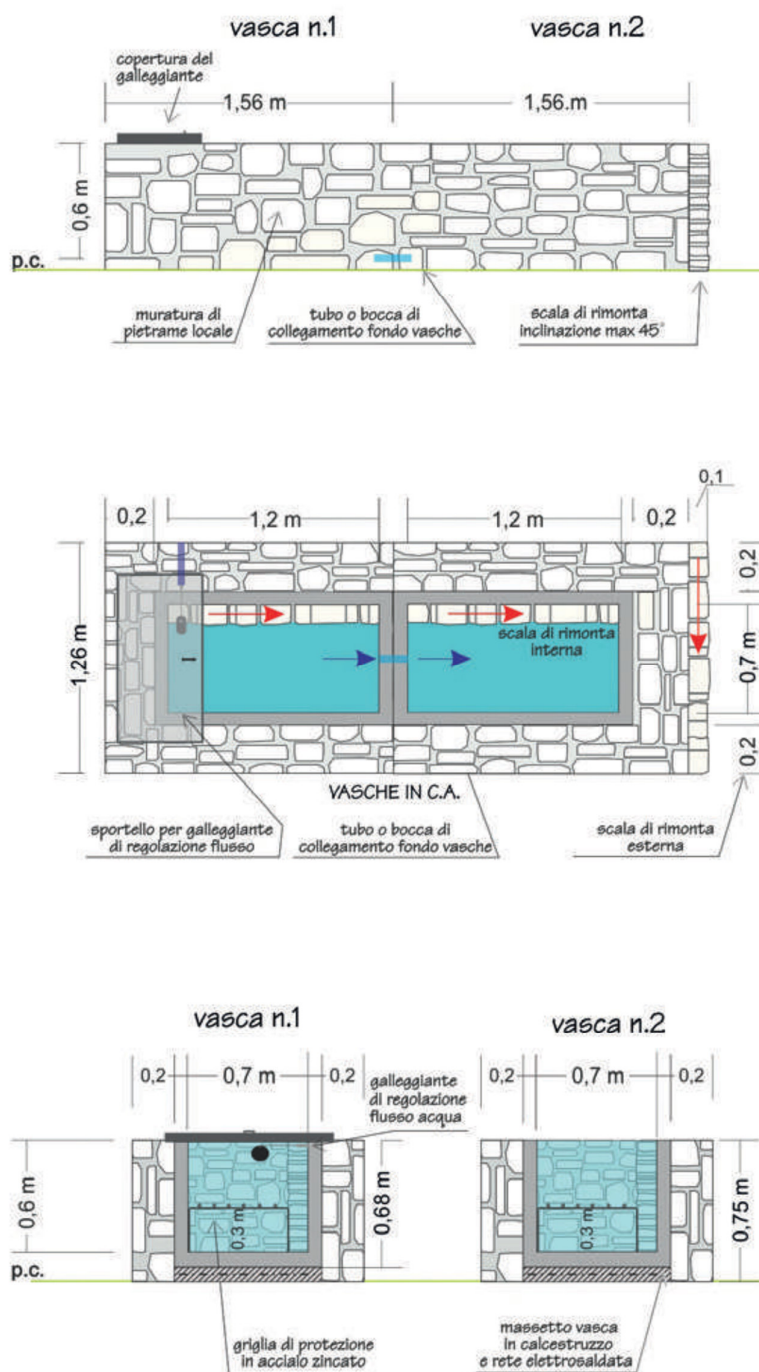 vasca n.1
vasca n.2
copertura del
galleggiante
1,56 m
1,56.m
0,6 m
p.c.
muratura di
pietrame locale
tubo o bocca di
collegamento fondo vasche
scala di rimonta
inclinazione max 45°
0,1
0,2
1,2 m
1,2 m
0,2
0,2
1,26 m
scala di rimonta
interna
0,7 m
0,2
VASCHE IN C.A.
sportello per galleggiante
di regolazione flusso
tubo o bocca di
collegamento fondo vasche
scala di rimonta
esterna
vasca n.1
vasca n.2
0,2
0,7 m
0,2
galleggiante
di regolazione
flusso acqua
0,2
0,7 m
0,2
0,6 m
0.3 m
0,68 m
0.3 m
0,75 m
p.c.
griglia di protezione
in acciaio zincato
massetto vasca
in calcestruzzo
e rete elettrosaldata